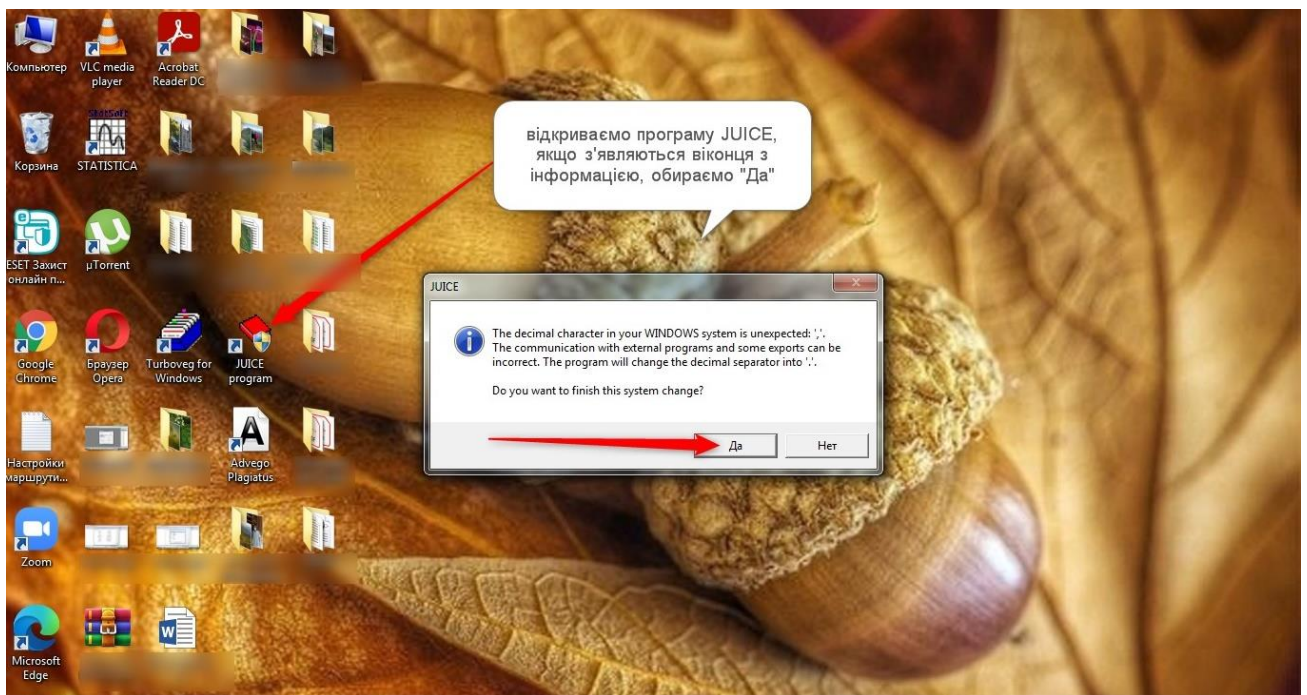 Компьютер
VLC media
player
Acrobat
Reader DC
Корзина
STATISTICA
ESET Захист
онлайн п...
µTorrent
Google
Chrome
Браузер
Opera
Turboveg for
Windows
JUICE
program
Настройки
маршрути...
Advego
Plagiatus
Zoom
Microsoft
Edge
відкриваємо програму JUICE,
якщо з'являються віконця з
інформацією, обираємо "Да"
JUICE
The decimal character in your WINDOWS system is unexpected: ','.
The communication with external programs and some exports can be
incorrect. The program will change the decimal separator into '.'.
Do you want to finish this system change?
Да
Нет